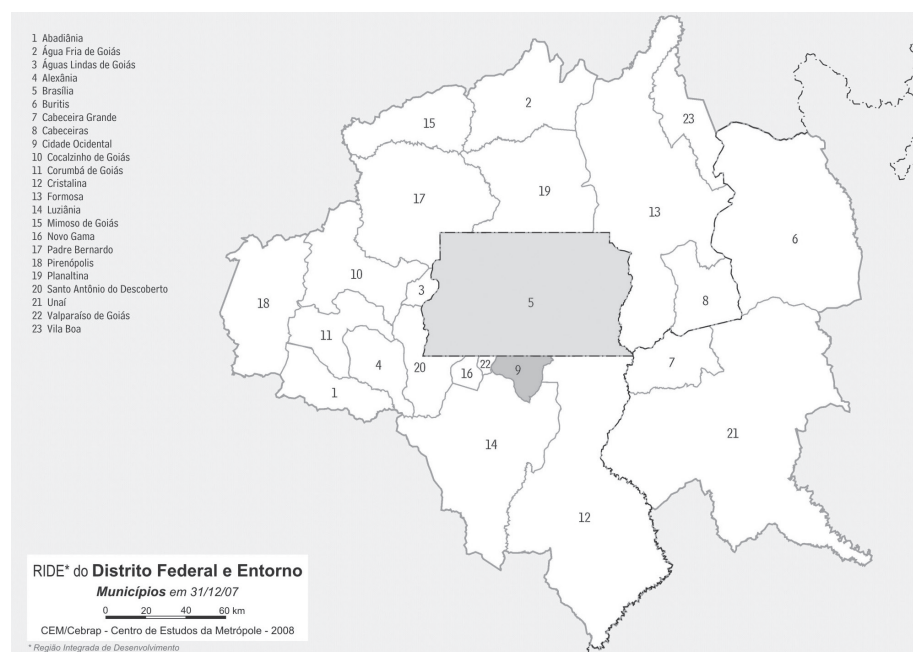 1 Abadiânia
2 Água Fria de Goiás
3 Águas Lindas de Goiás
4 Alexânia
5 Brasília
6 Buritis
7 Cabeceira Grande
8 Cabeceiras
9 Cidade Ocidental
10 Cocalzinho de Goiás
11 Corumbá de Goiás
12 Cristalina
13 Formosa
14 Luziânia
15 Mimoso de Goiás
16 Novo Gama
17 Padre Bernardo
18 Pirenópolis
19 Planaltina
20 Santo Antônio do Descoberto
21 Unaí
22 Valparaíso de Goiás
23 Vila Boa
2
15
23
17
19
13
6
10
3
18
5
8
11
4
20
16
22
9
7
1
14
21
12
RIDE* do Distrito Federal e Entorno
Municípios em 31/12/07
0 20 40 60 km
CEM/Cebrap - Centro de Estudos da Metrópole - 2008
* Região Integrada de Desenvolvimento